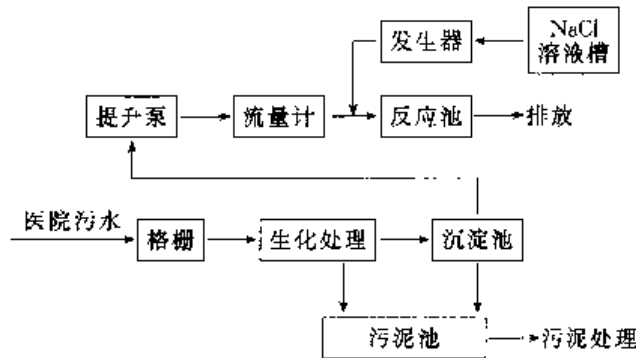 NaCl
发生器
溶液槽
提升泵
流量计
反应池
排放
医院污水
格栅
生化处理
沉淀池
污泥池
污泥处理